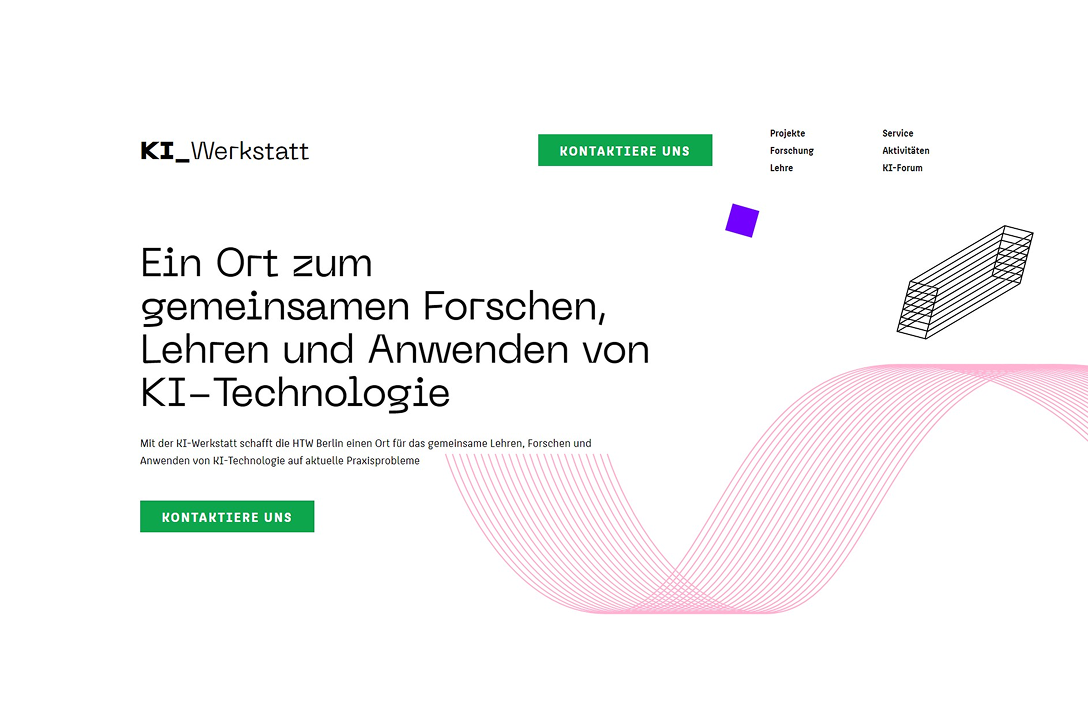 KI_Werkstatt
KONTAKTIERE UNS
Projekte
Forschung
Lehre
Service
Aktivitäten
KI-Forum
Ein Ort zum
gemeinsamen Forschen,
Lehren und Anwenden von
KI-Technologie
Mit der KI-Werkstatt schafft die HTW Berlin einen Ort für das gemeinsame Lehren, Forschen und
Anwenden von KI-Technologie auf aktuelle Praxisprobleme
KONTAKTIERE UNS